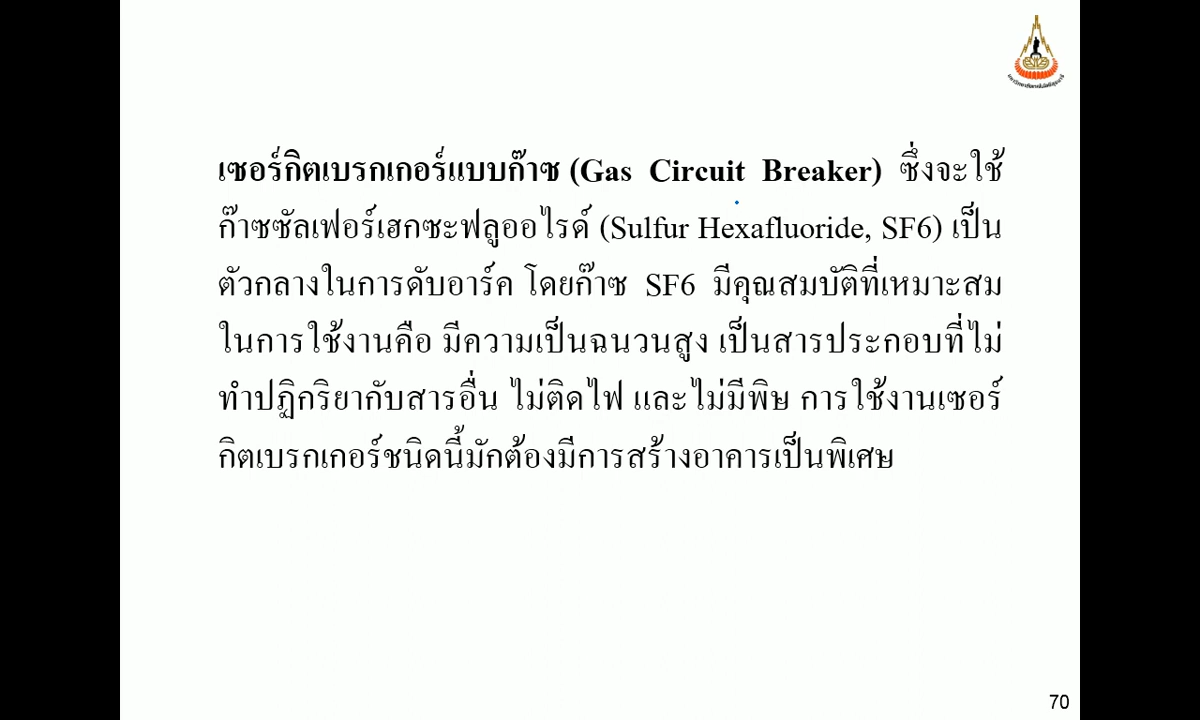 เซอร์กิตเบรกเกอร์แบบก๊าซ (Gas Circuit Breaker) ซึ่งจะใช้
ก๊าซซัลเฟอร์เฮกซะฟลูออไรด์ (Sulfur Hexafluoride, SF6) เป็น
ตัวกลางในการดับอาร์ค โดยก๊าซ SF6 มีคุณสมบัติที่เหมาะสม
ในการใช้งานคือ มีความเป็นฉนวนสูง เป็นสารประกอบที่ไม่
ทำปฏิกริยากับสารอื่น ไม่ติดไฟ และไม่มีพิษ การใช้งานเซอร์
กิตเบรกเกอร์ชนิดนี้มักต้องมีการสร้างอาคารเป็นพิเศษ
70